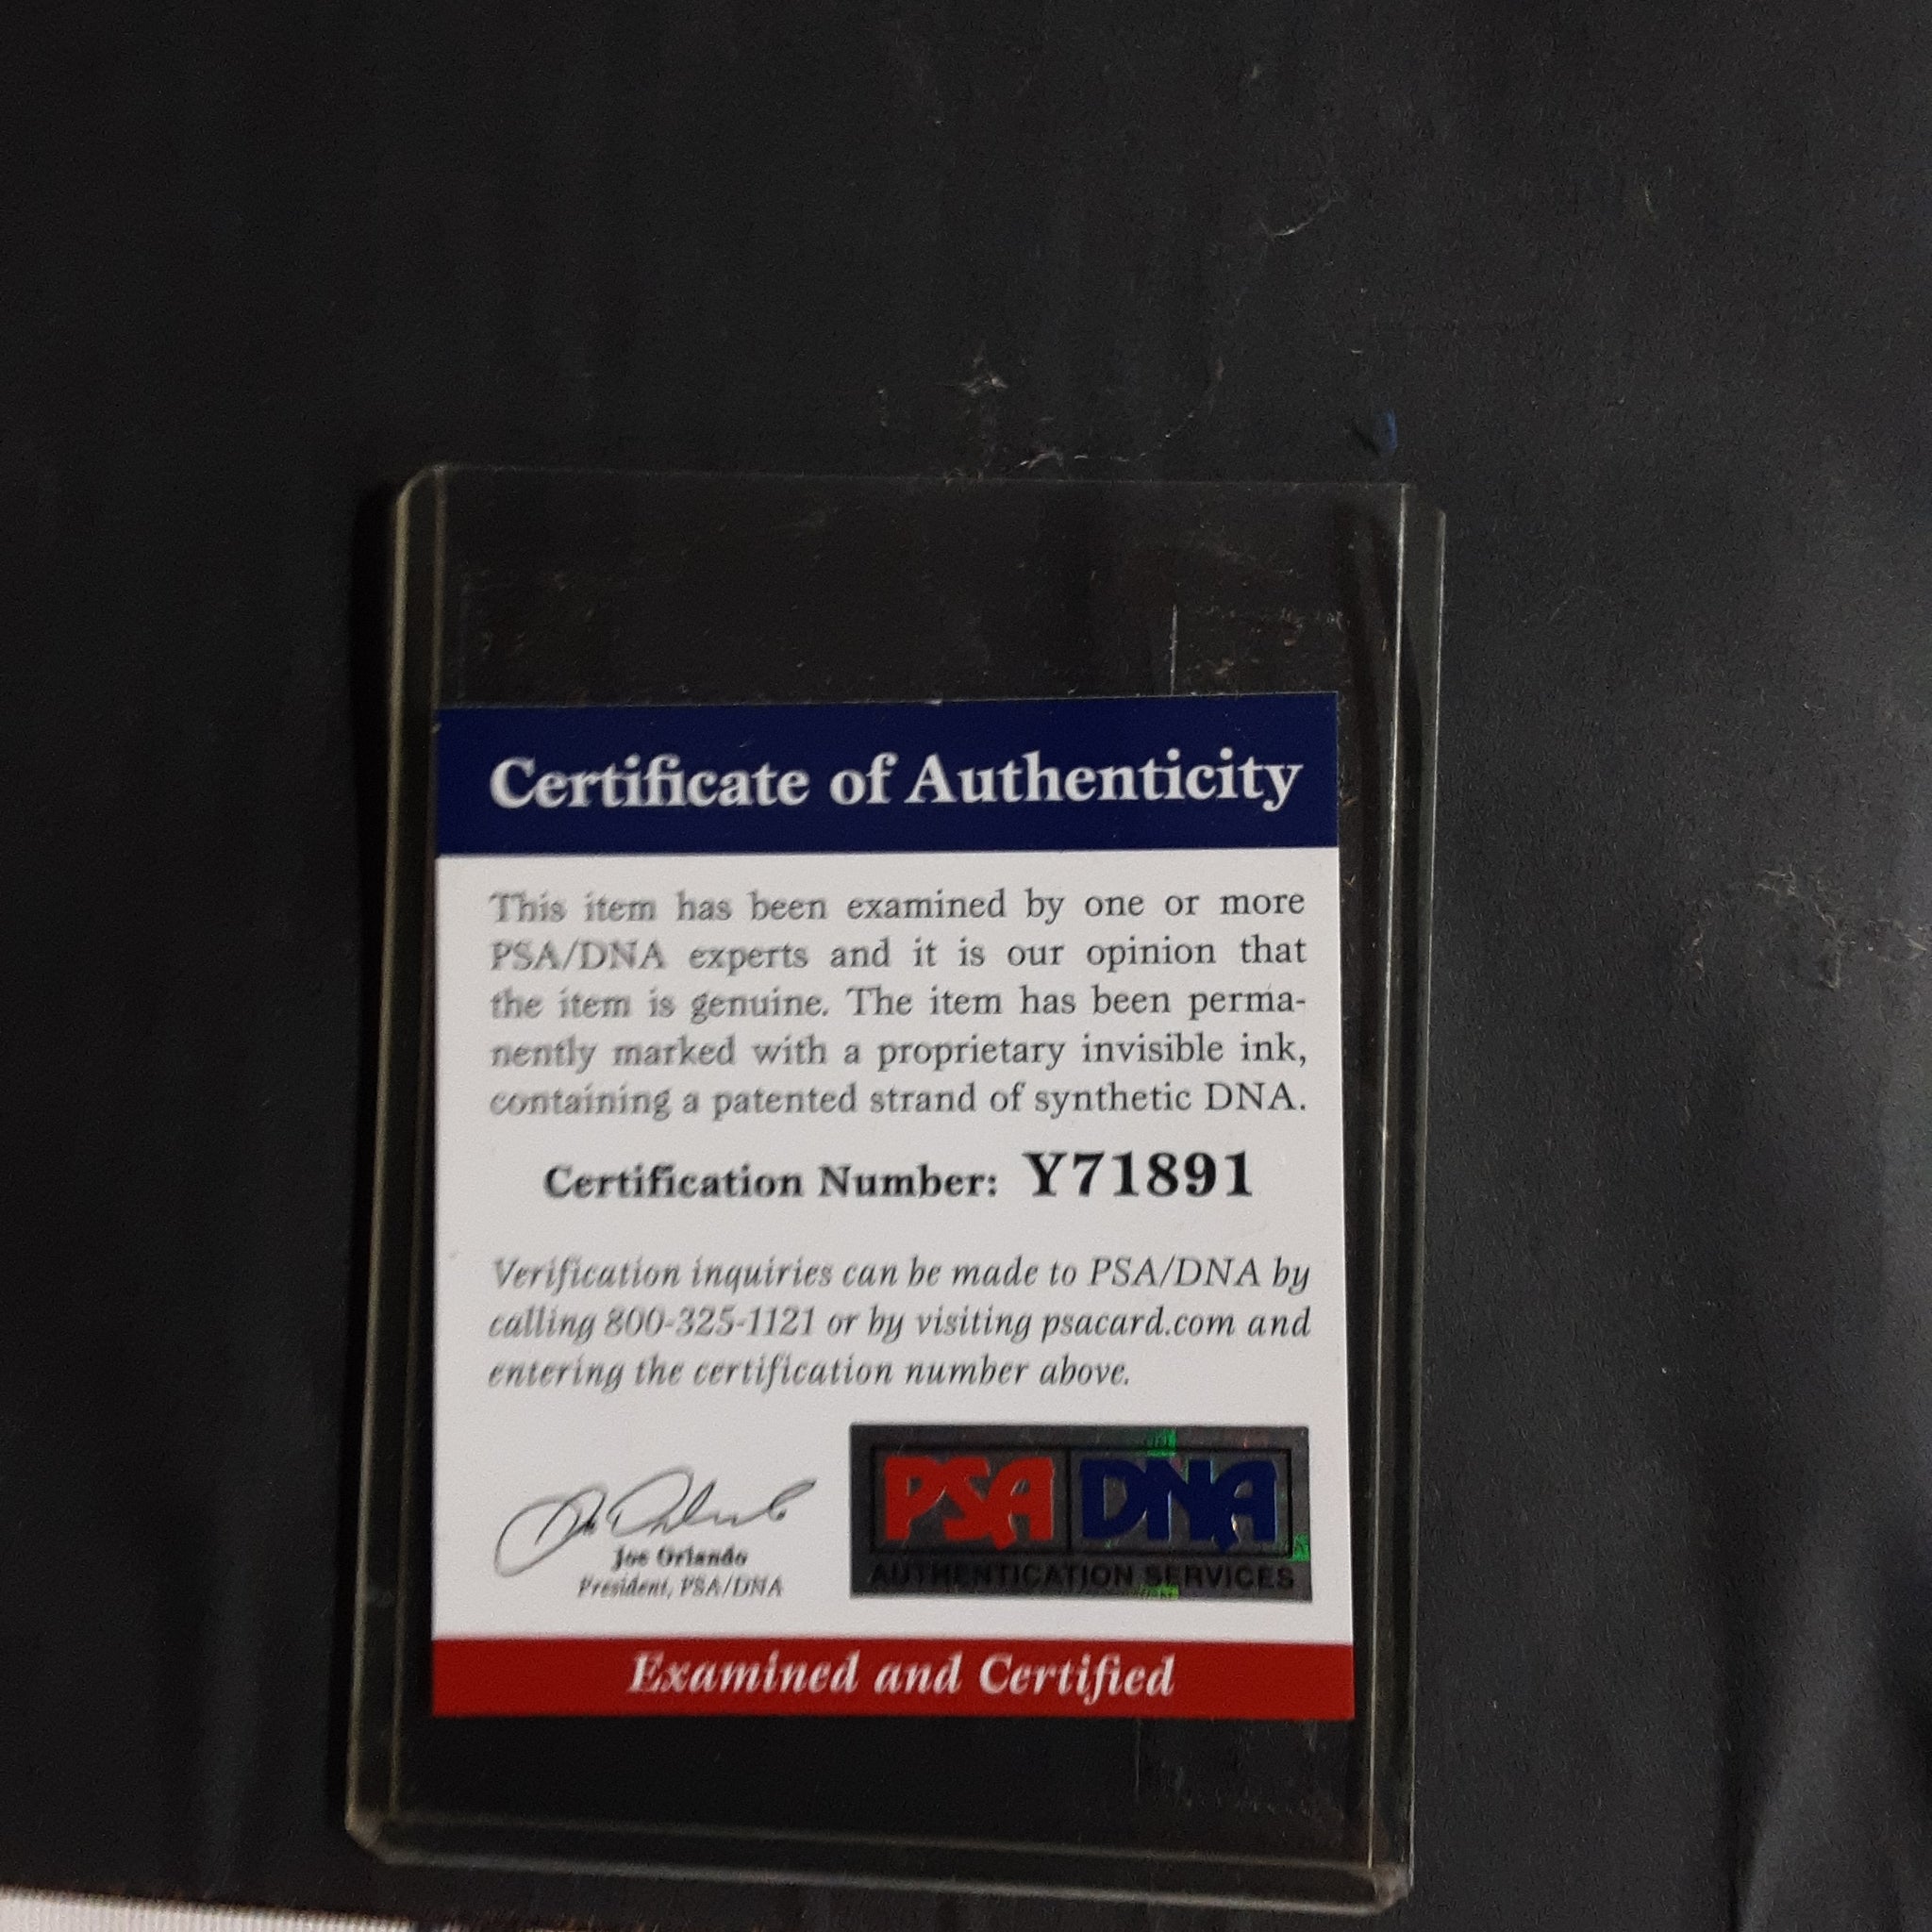 Certificate of Authenticity
This item has been examined by one or more
PSA/DNA experts and it is our opinion that
the item is genuine. The item has been perma-
nently marked with a proprietary invisible ink,
containing a patented strand of synthetic DNA.
Certification Number: Y71891
Verification inquiries can be made to PSA/DNA by
calling 800-325-1121 or by visiting psacard.com and
entering the certification number above.
Joe Orlando
President, PSA/DNA
PSA DNA
AUTHENTICATION SERVICES
Examined and Certified